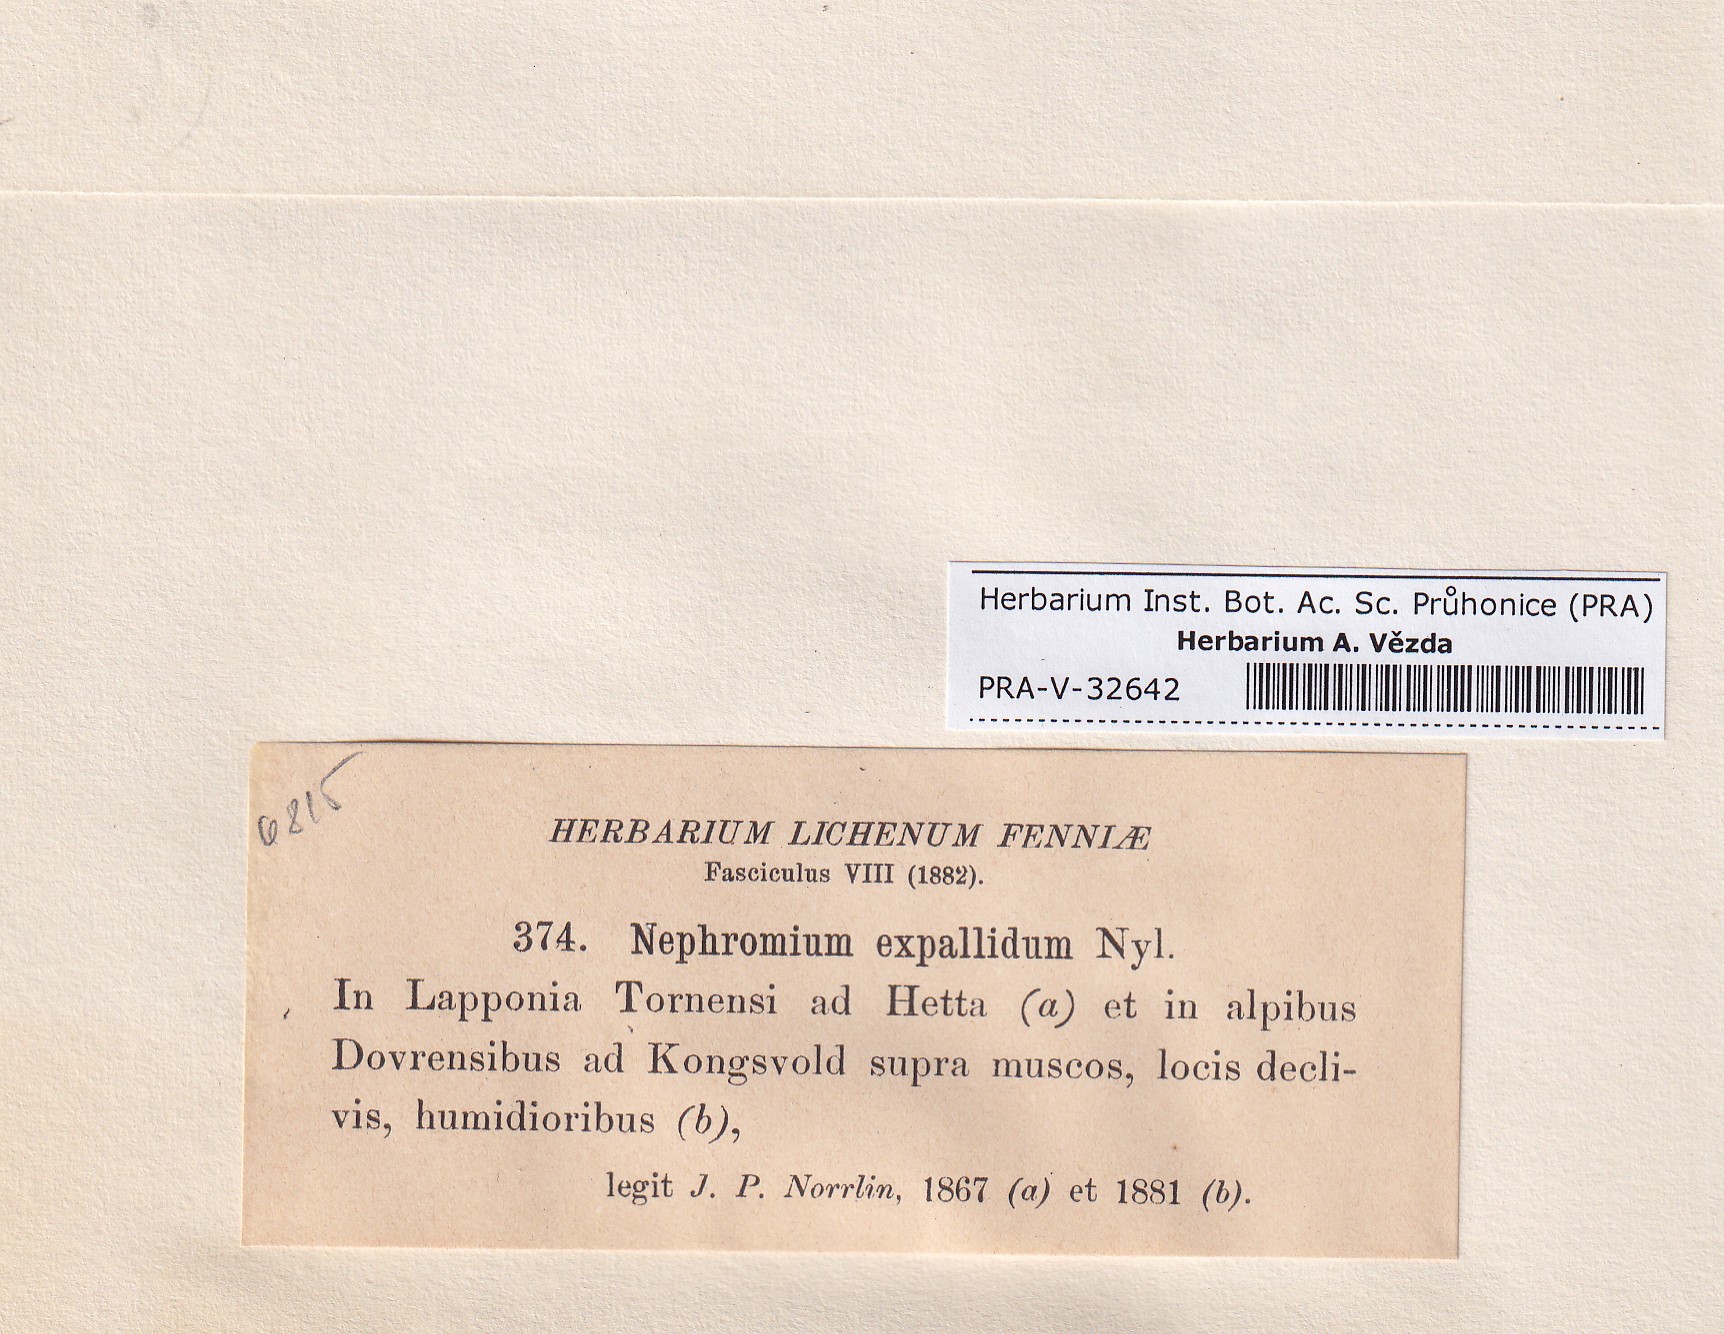 Herbarium Inst. Bot. Ac. Sc. Průhonice (PRA)
Herbarium A. Vězda
PRA-V-32642
6815
HERBARIUM LICHENUM FENNIÆ
Fasciculus VIII (1882).
374. Nephromium expallidum Nyl.
In Lapponia Tornensi ad Hetta (a) et in alpibus
Dovrensibus ad Kongsvold supra muscos, locis decli-
vis, humidioribus (b),
legit J. P. Norrlin, 1867 (a) et 1881 (b).